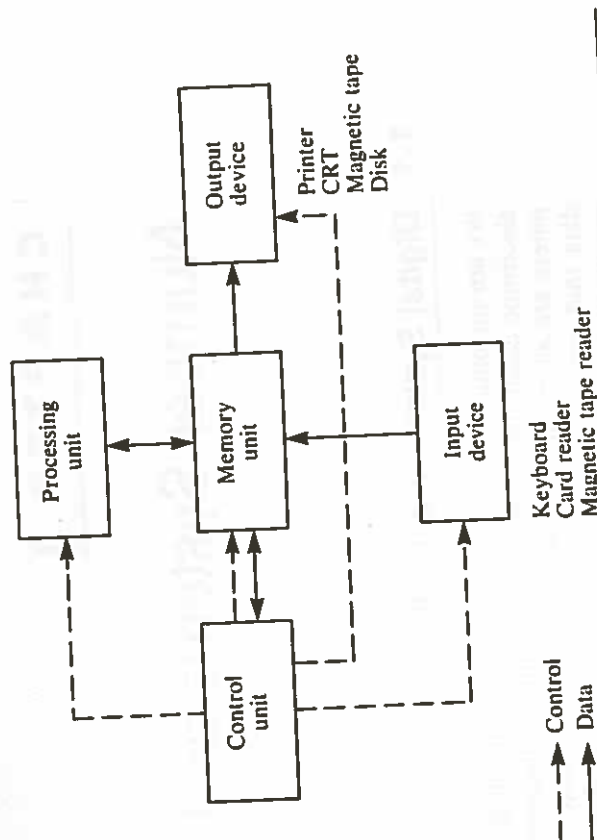 Processing
unit
Control
unit
Memory
unit
Output
device
Printer
CRT
Magnetic tape
Disk
Input
device
Keyboard
Card reader
Magnetic tape reader
Control
Data